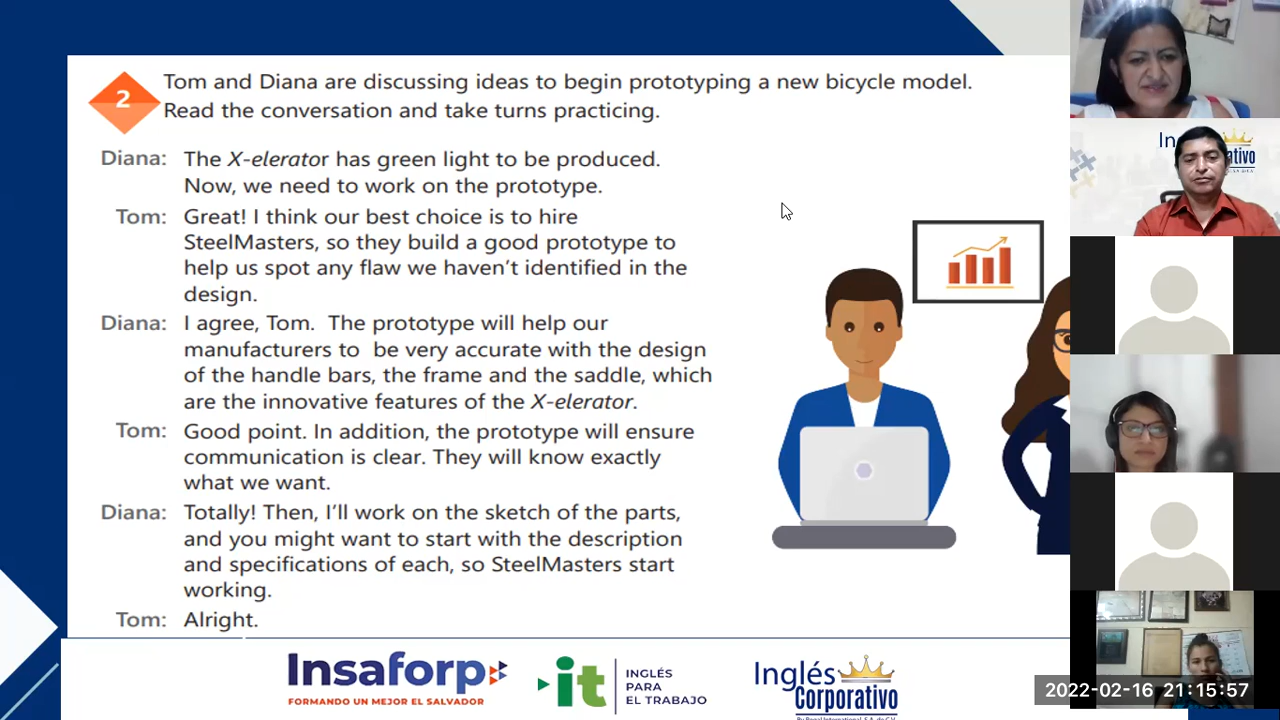 2
Tom and Diana are discussing ideas to begin prototyping a new bicycle model.
Read the conversation and take turns practicing.
Diana: The X-elerator has green light to be produced.
Now, we need to work on the prototype.
Tom: Great! I think our best choice is to hire
SteelMasters, so they build a good prototype to
help us spot any flaw we haven't identified in the
design.
Diana: I agree, Tom. The prototype will help our
manufacturers to be very accurate with the design
of the handle bars, the frame and the saddle, which
are the innovative features of the X-elerator.
Tom: Good point. In addition, the prototype will ensure
communication is clear. They will know exactly
what we want.
Diana: Totally! Then, I'll work on the sketch of the parts,
and you might want to start with the description
and specifications of each, so SteelMasters start
working.
Tom: Alright.
Insaforp
FORMANDO UN MEJOR EL SALVADOR
it
INGLÉS
PARA
EL TRABAJO
Inglés
Corporativo
2022-02-16 21:15:57